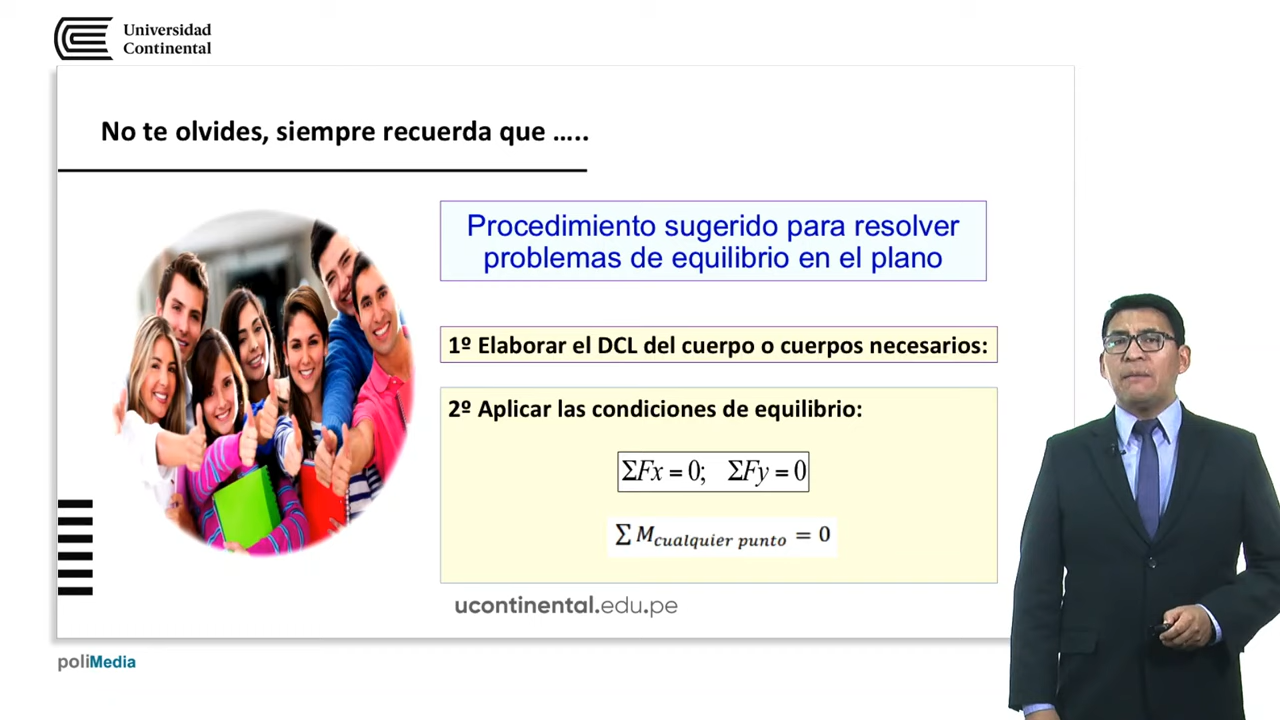 Universidad
Continental
No te olvides, siempre recuerda que …..
Procedimiento sugerido para resolver
problemas de equilibrio en el plano
1º Elaborar el DCL del cuerpo o cuerpos necesarios:
2º Aplicar las condiciones de equilibrio:
ΣFx = 0; ΣFy = 0
∑ M_cualquier punto = 0
ucontinental.edu.pe
poliMedia